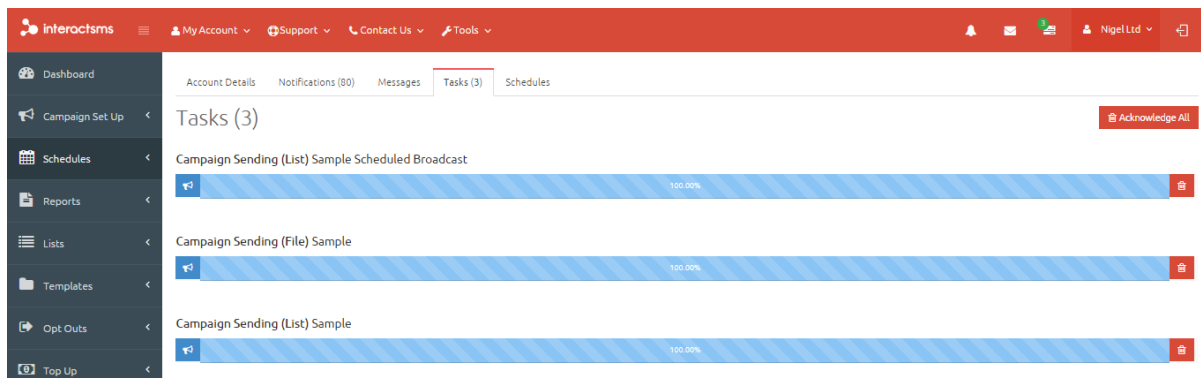 interactsms My Account Support Contact Us Tools 3 Nigel Ltd
Dashboard
Campaign Set Up
Schedules
Reports
Lists
Templates
Opt Outs
Top Up
Account Details Notifications (80) Messages Tasks (3) Schedules
Tasks (3)
Acknowledge All
Campaign Sending (List) Sample Scheduled Broadcast
100.00%
Campaign Sending (File) Sample
100.00%
Campaign Sending (List) Sample
100.00%